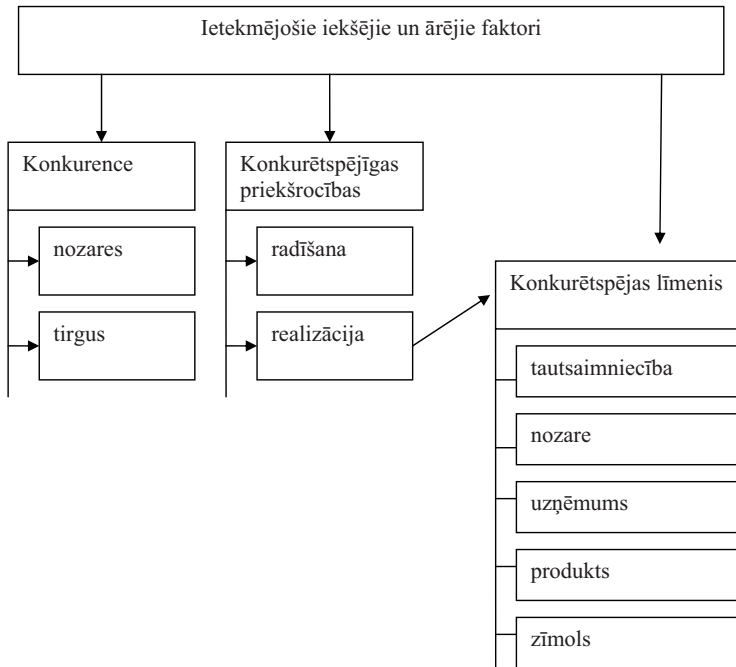 Ietekmējošie iekšējie un ārējie faktori
Konkurence
nozares
tirgus
Konkurētspējīgas
priekšrocības
radīšana
realizācija
Konkurētspējas līmenis
tautsaimniecība
nozare
uzņēmums
produkts
zīmols